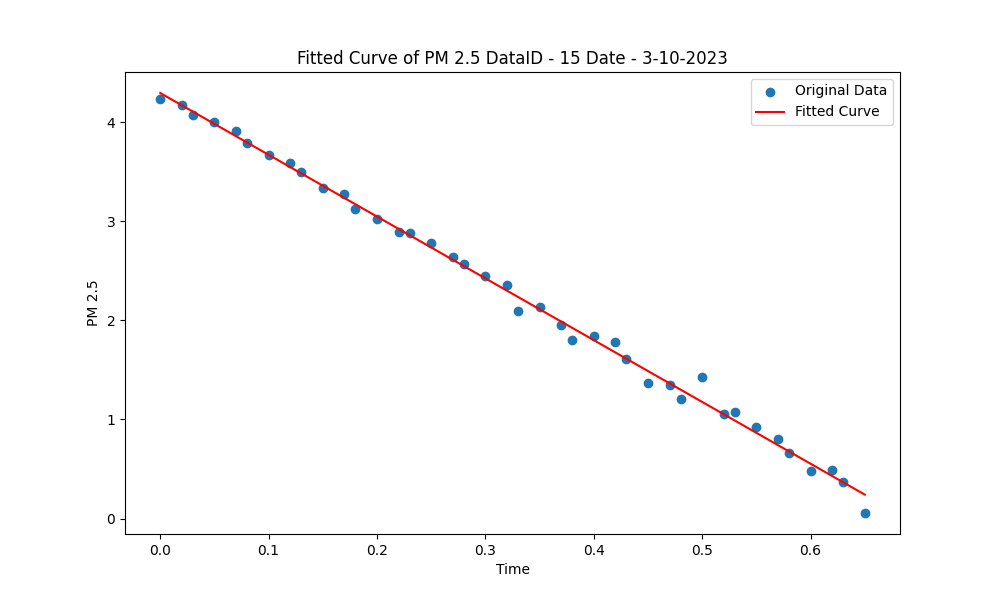 Fitted Curve of PM 2.5 DataID - 15 Date - 3-10-2023
Original Data
Fitted Curve
4
3
2
1
0
PM 2.5
0.0 0.1 0.2 0.3 0.4 0.5 0.6
Time